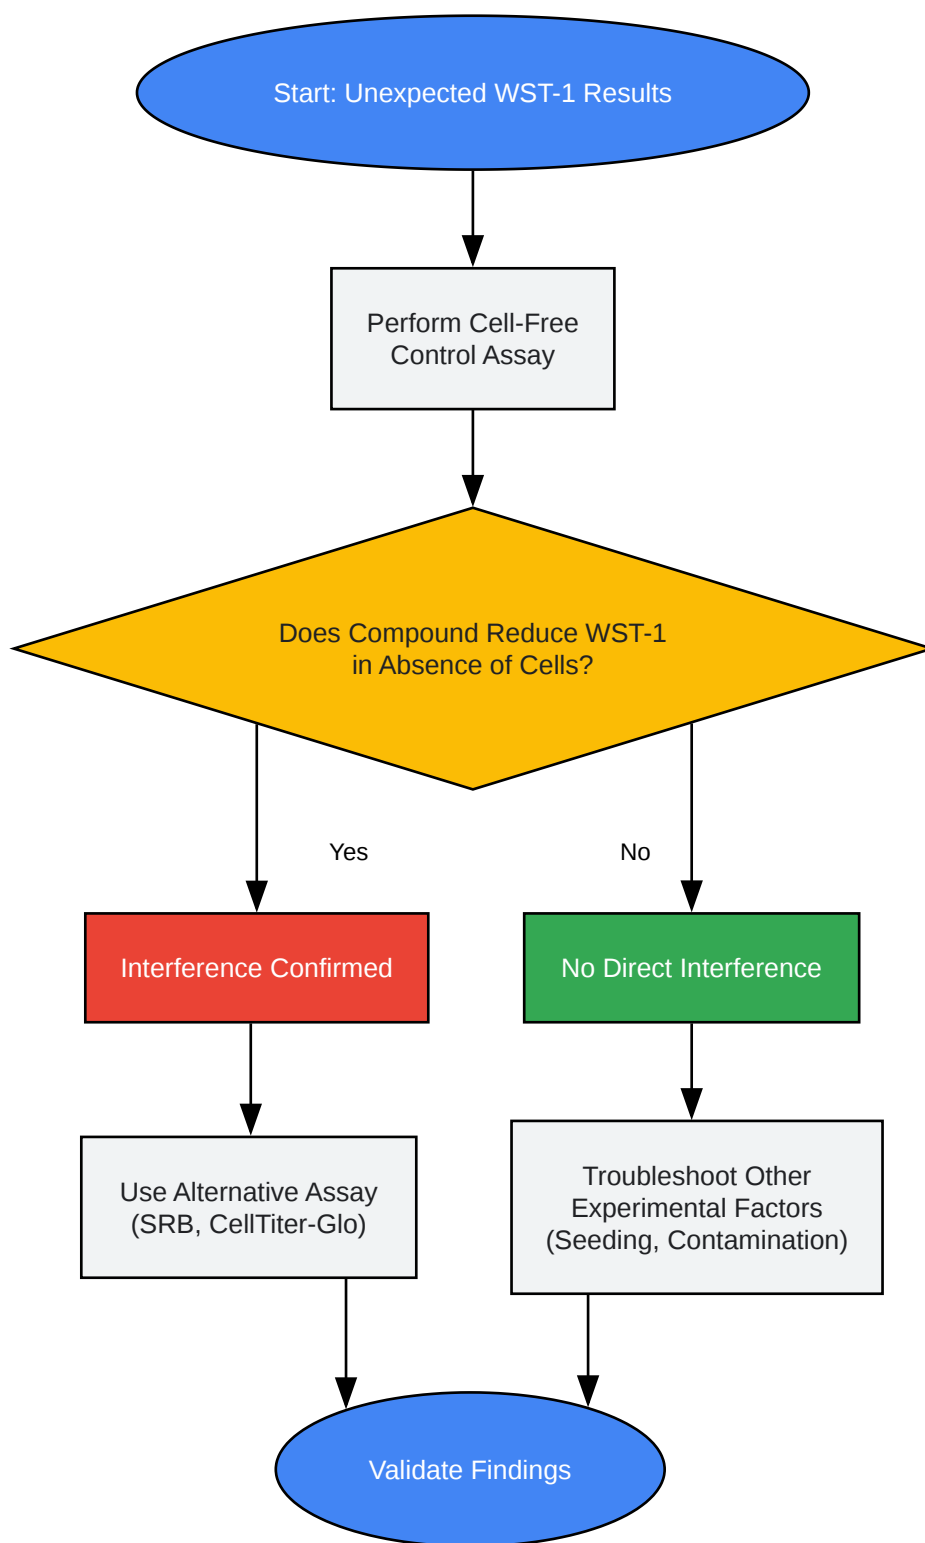 Start: Unexpected WST-1 Results
Perform Cell-Free
Control Assay
Does Compound Reduce WST-1
in Absence of Cells?
Yes
No
Interference Confirmed
No Direct Interference
Use Alternative Assay
(SRB, CellTiter-Glo)
Troubleshoot Other
Experimental Factors
(Seeding, Contamination)
Validate Findings